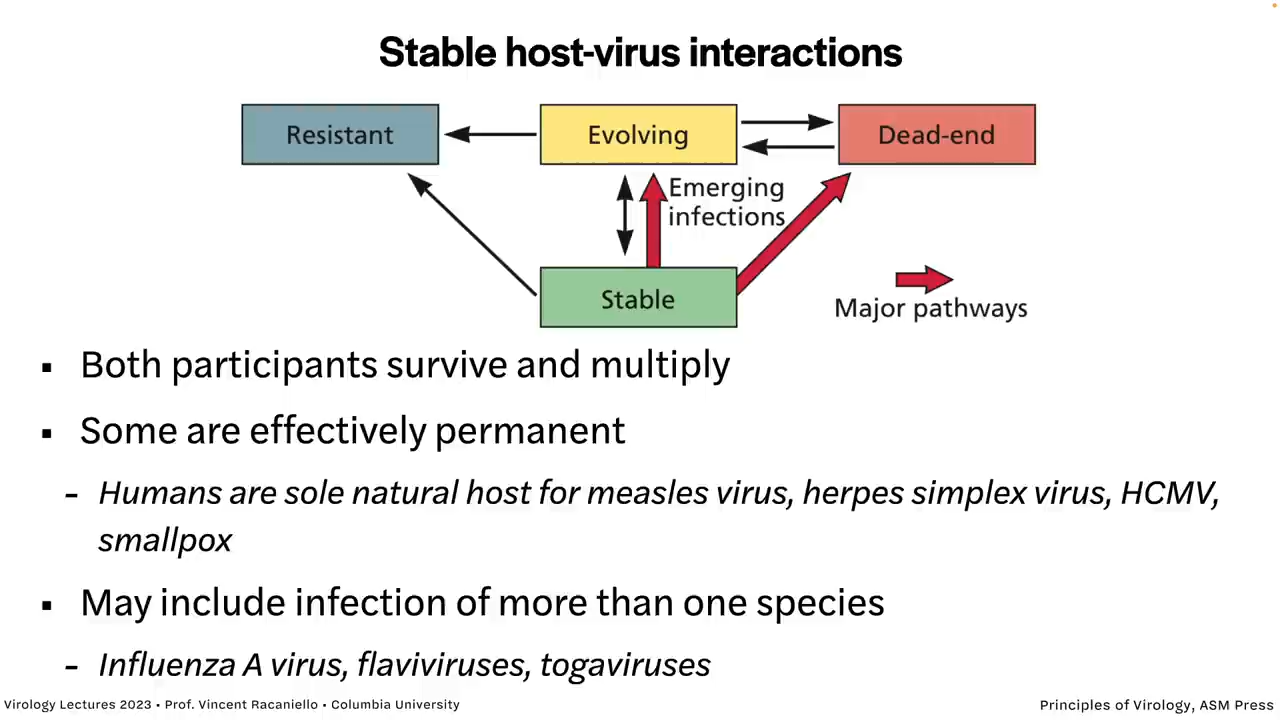 Stable host-virus interactions
Resistant
Evolving
Dead-end
Emerging
infections
Stable
Major pathways
▪ Both participants survive and multiply
▪ Some are effectively permanent
– Humans are sole natural host for measles virus, herpes simplex virus, HCMV,
smallpox
▪ May include infection of more than one species
– Influenza A virus, flaviviruses, togaviruses
Virology Lectures 2023 • Prof. Vincent Racaniello • Columbia University
Principles of Virology, ASM Press